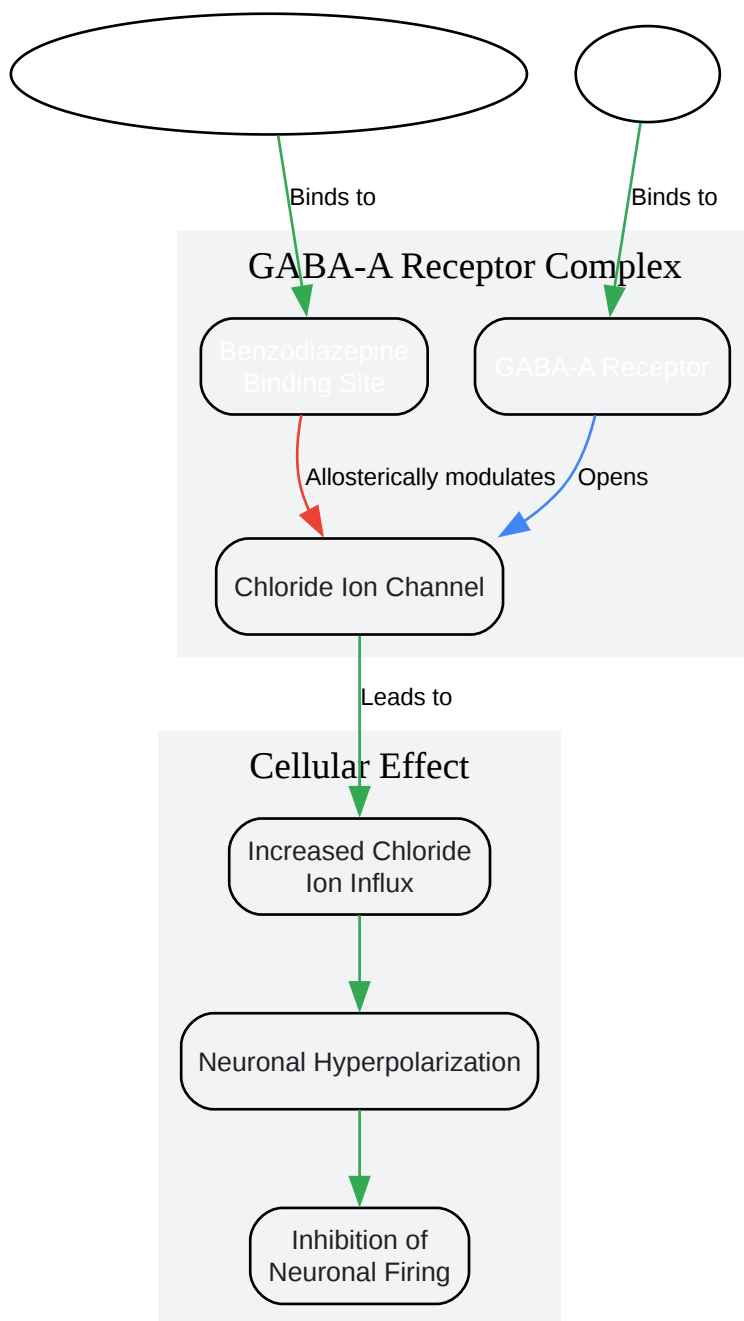 Binds to
Binds to
GABA-A Receptor Complex
Benzodiazepine
Binding Site
GABA-A Receptor
Allosterically modulates
Opens
Chloride Ion Channel
Leads to
Cellular Effect
Increased Chloride
Ion Influx
Neuronal Hyperpolarization
Inhibition of
Neuronal Firing